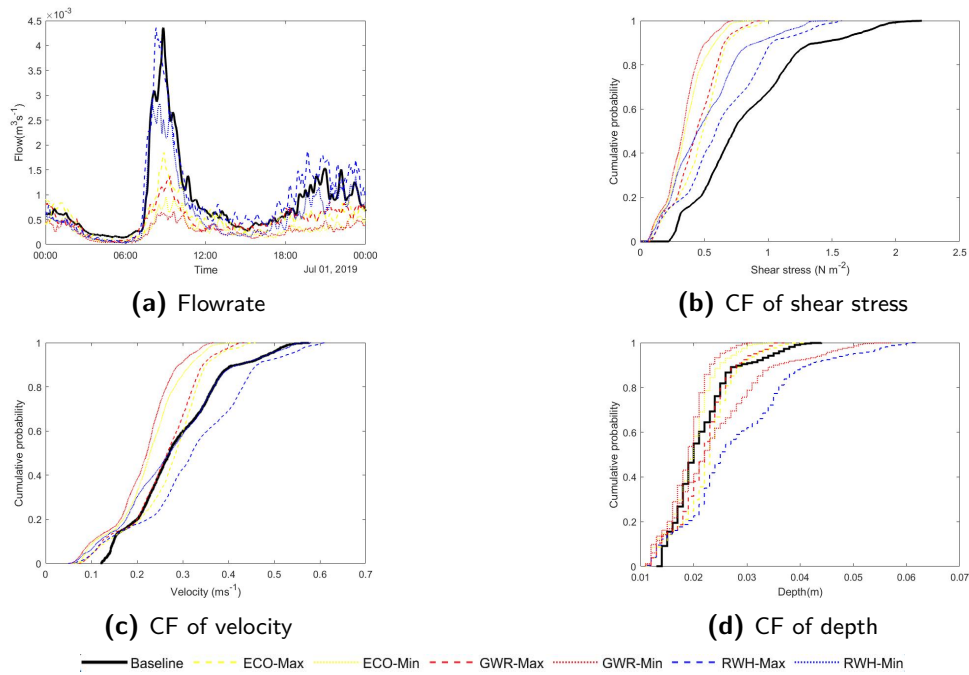 ×10⁻³
4.5
4
3.5
3
2.5
2
1.5
1
0.5
0
Flow(m³s⁻¹)
00:00 06:00 12:00 18:00 00:00
Time
Jul 01, 2019
(a) Flowrate
1
0.8
0.6
0.4
0.2
0
Cumulative probability
0 0.5 1 1.5 2 2.5
Shear stress (N m⁻²)
(b) CF of shear stress
1
0.8
0.6
0.4
0.2
0
Cumulative probability
0 0.1 0.2 0.3 0.4 0.5 0.6 0.7
Velocity (ms⁻¹)
(c) CF of velocity
1
0.8
0.6
0.4
0.2
0
Cumulative probability
0.01 0.02 0.03 0.04 0.05 0.06 0.07
Depth(m)
(d) CF of depth
Baseline ECO-Max ECO-Min GWR-Max GWR-Min RWH-Max RWH-Min